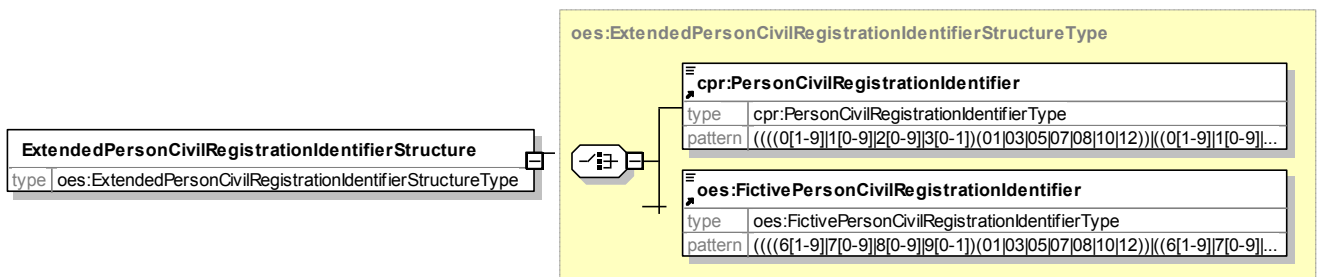 oes:ExtendedPersonCivilRegistrationIdentifierStructureType
cpr:PersonCivilRegistrationIdentifier
type cpr:PersonCivilRegistrationIdentifierType
pattern ((((0[1-9]|1[0-9]|2[0-9]|3[0-1])(01|03|05|07|08|10|12))|((0[1-9]|1[0-9]|...
ExtendedPersonCivilRegistrationIdentifierStructure
type oes:ExtendedPersonCivilRegistrationIdentifierStructureType
oes:FictivePersonCivilRegistrationIdentifier
type oes:FictivePersonCivilRegistrationIdentifierType
pattern ((((6[1-9]|7[0-9]|8[0-9]|9[0-1])(01|03|05|07|08|10|12))|((6[1-9]|7[0-9]|...